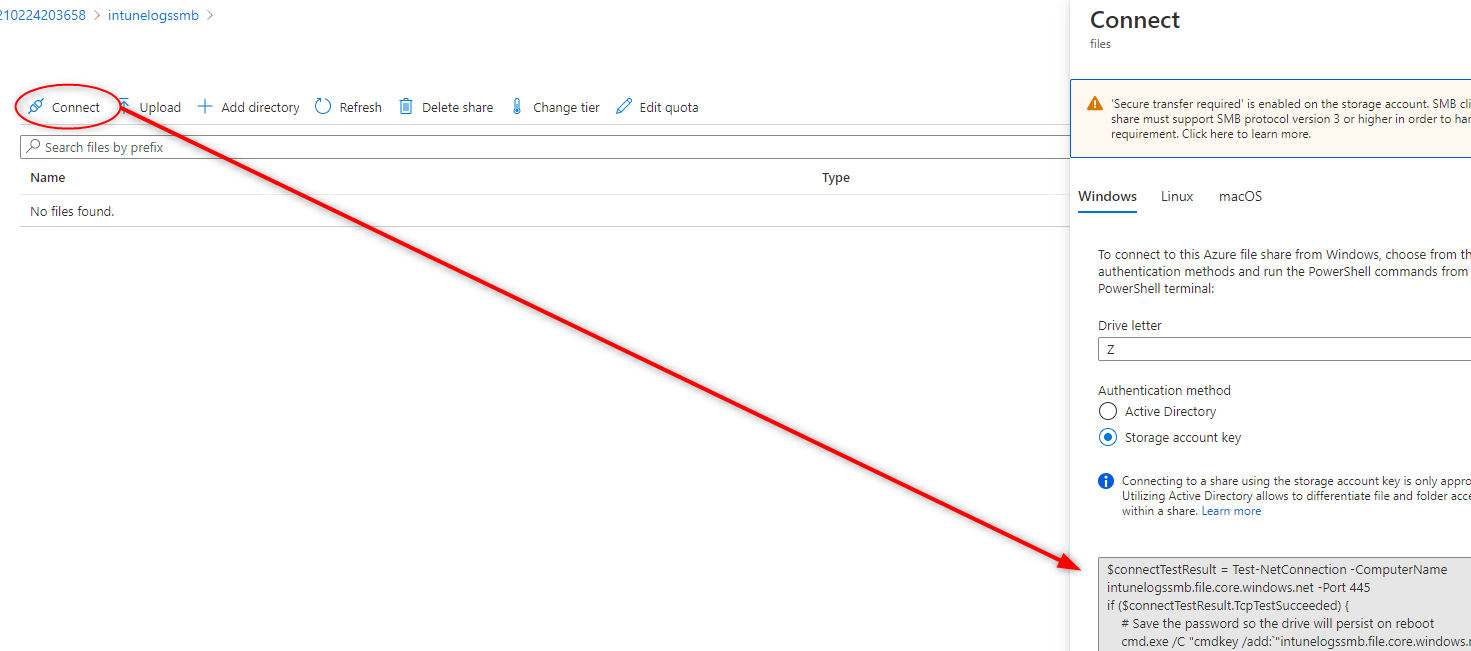 210224203658 > intunelogssmb >
Connect
files
Connect Upload Add directory Refresh Delete share Change tier Edit quota
'Secure transfer required' is enabled on the storage account. SMB cli
share must support SMB protocol version 3 or higher in order to har
requirement. Click here to learn more.
Search files by prefix
Name Type
No files found.
Windows Linux macOS
To connect to this Azure file share from Windows, choose from th
authentication methods and run the PowerShell commands from
PowerShell terminal:
Drive letter
Z
Authentication method
Active Directory
Storage account key
Connecting to a share using the storage account key is only appro
Utilizing Active Directory allows to differentiate file and folder acce
within a share. Learn more
$connectTestResult = Test-NetConnection -ComputerName
intunelogssmb.file.core.windows.net -Port 445
if ($connectTestResult.TcpTestSucceeded) {
# Save the password so the drive will persist on reboot
cmd.exe /C "cmdkey /add:`"intunelogssmb.file.core.windows.n